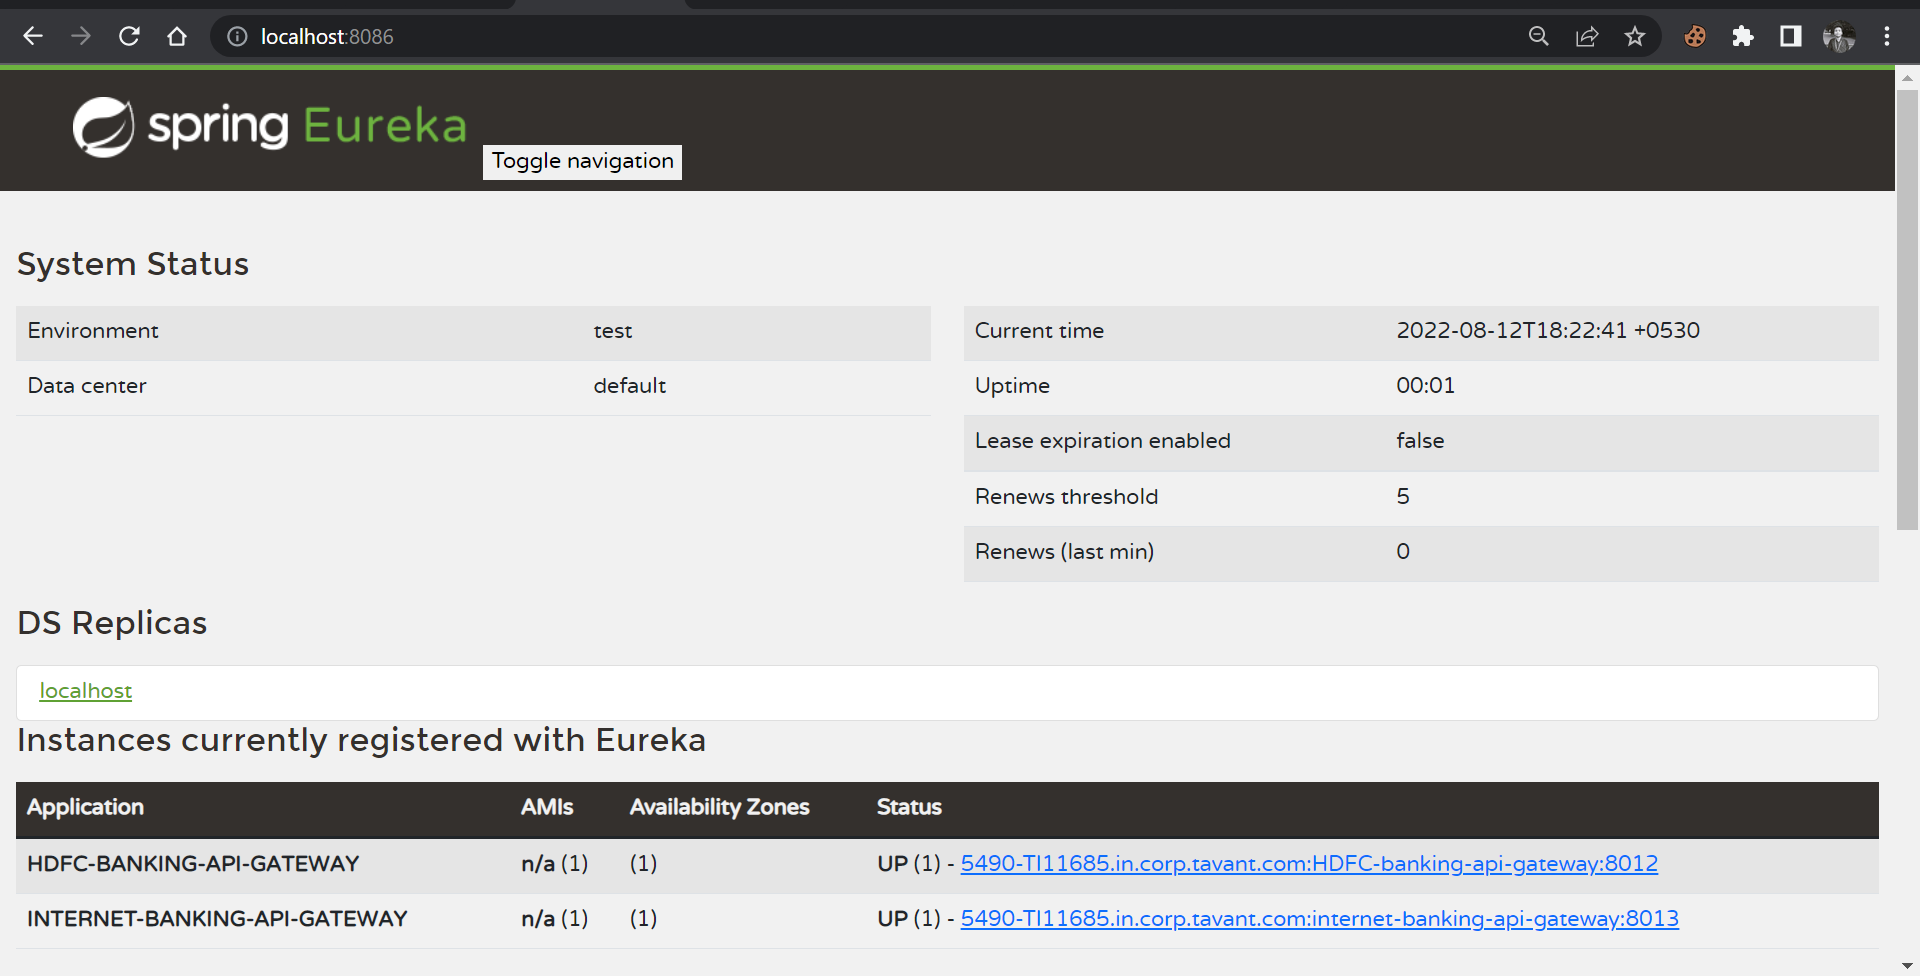 localhost:8086
spring Eureka
Toggle navigation
System Status
Environment test
Data center default
Current time 2022-08-12T18:22:41 +0530
Uptime 00:01
Lease expiration enabled false
Renews threshold 5
Renews (last min) 0
DS Replicas
localhost
Instances currently registered with Eureka
Application AMIs Availability Zones Status
HDFC-BANKING-API-GATEWAY n/a (1) (1) UP (1) - 5490-TI11685.in.corp.tavant.com:HDFC-banking-api-gateway:8012
INTERNET-BANKING-API-GATEWAY n/a (1) (1) UP (1) - 5490-TI11685.in.corp.tavant.com:internet-banking-api-gateway:8013